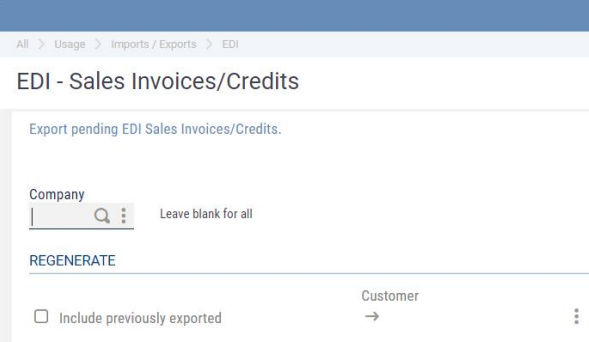 All > Usage > Imports / Exports > EDI
EDI - Sales Invoices/Credits
Export pending EDI Sales Invoices/Credits.
Company
Leave blank for all
REGENERATE
Customer
Include previously exported